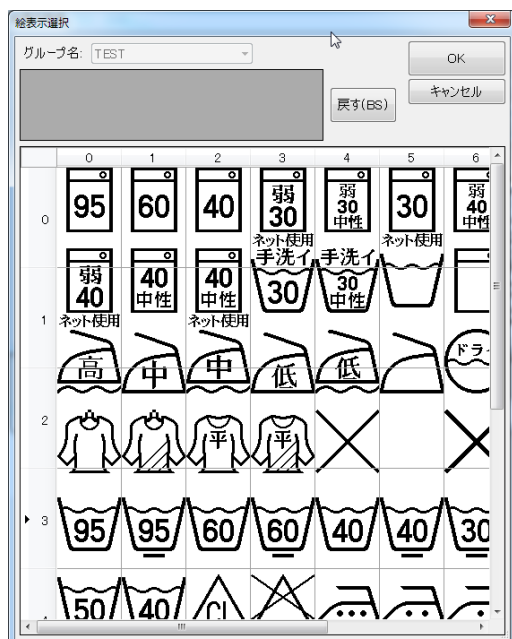 絵表示選択
グループ名: TEST
OK
戻す(BS)
キャンセル
0 1 2 3 4 5 6
0
95 60 40 弱 30 ネット使用 弱 30 中性 30 ネット使用 弱 40 中性
1
弱 40 ネット使用 40 中性 40 中性 ネット使用 手洗イ 30 手洗イ 30 中性
高 中 中 低 低 ドラ
2
平 平
3
95 95 60 60 40 40 30
50 40 CL